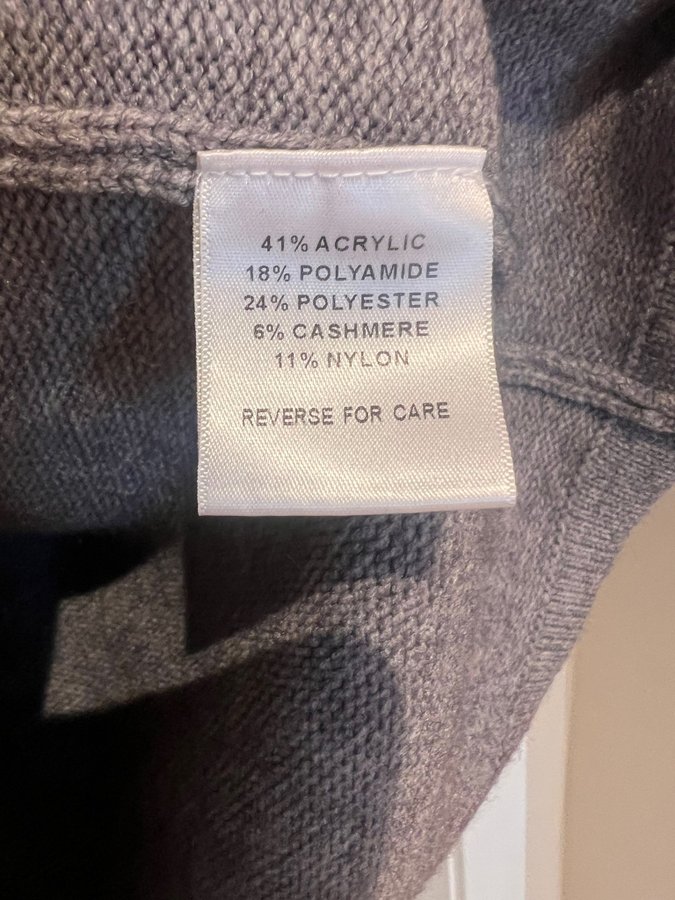 41% ACRYLIC
18% POLYAMIDE
24% POLYESTER
6% CASHMERE
11% NYLON
REVERSE FOR CARE